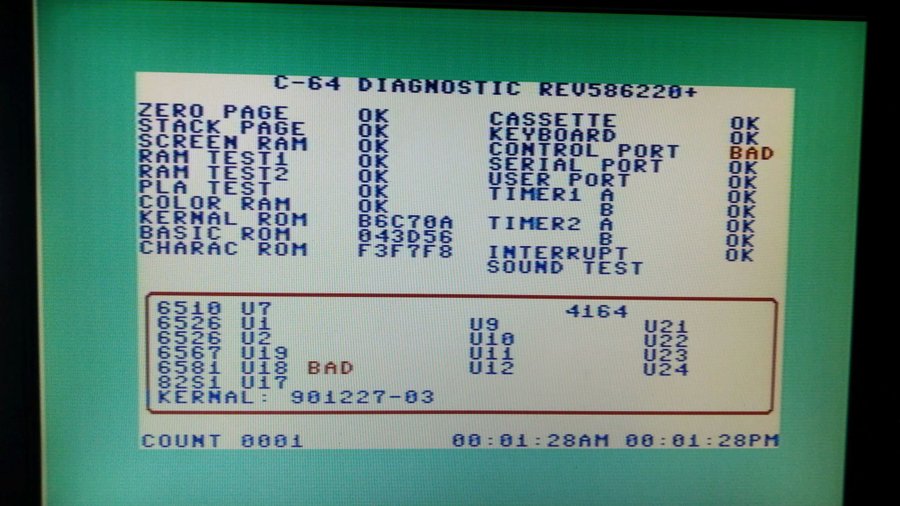 C-64 DIAGNOSTIC REV586220+
ZERO PAGE OK
STACK PAGE OK
SCREEN RAM OK
RAM TEST1 OK
RAM TEST2 OK
PLA TEST OK
COLOR RAM OK
KERNAL ROM B6C70A
BASIC ROM 043D56
CHARAC ROM F3F7F8
CASSETTE OK
KEYBOARD OK
CONTROL PORT BAD
SERIAL PORT OK
USER PORT OK
TIMER1 A OK
B OK
TIMER2 A OK
B OK
INTERRUPT OK
SOUND TEST
4164
6510 U7
6526 U1 U9 U21
6526 U2 U10 U22
6567 U19 U11 U23
6581 U18 BAD U12 U24
82S1 U17
KERNAL: 901227-03
COUNT 0001 00:01:28AM 00:01:28PM